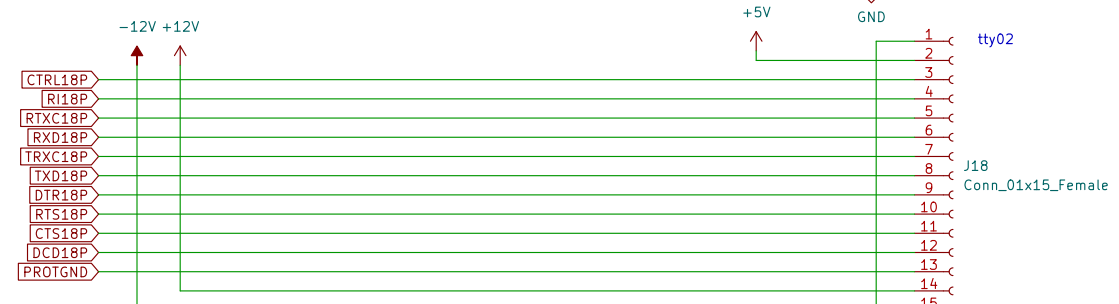 -12V +12V
+5V
GND
1
tty02
2
CTRL18P
3
RI18P
4
RTXC18P
5
RXD18P
6
TRXC18P
7
J18
TXD18P
8
Conn_01x15_Female
DTR18P
9
RTS18P
10
CTS18P
11
DCD18P
12
PROTGND
13
14
15